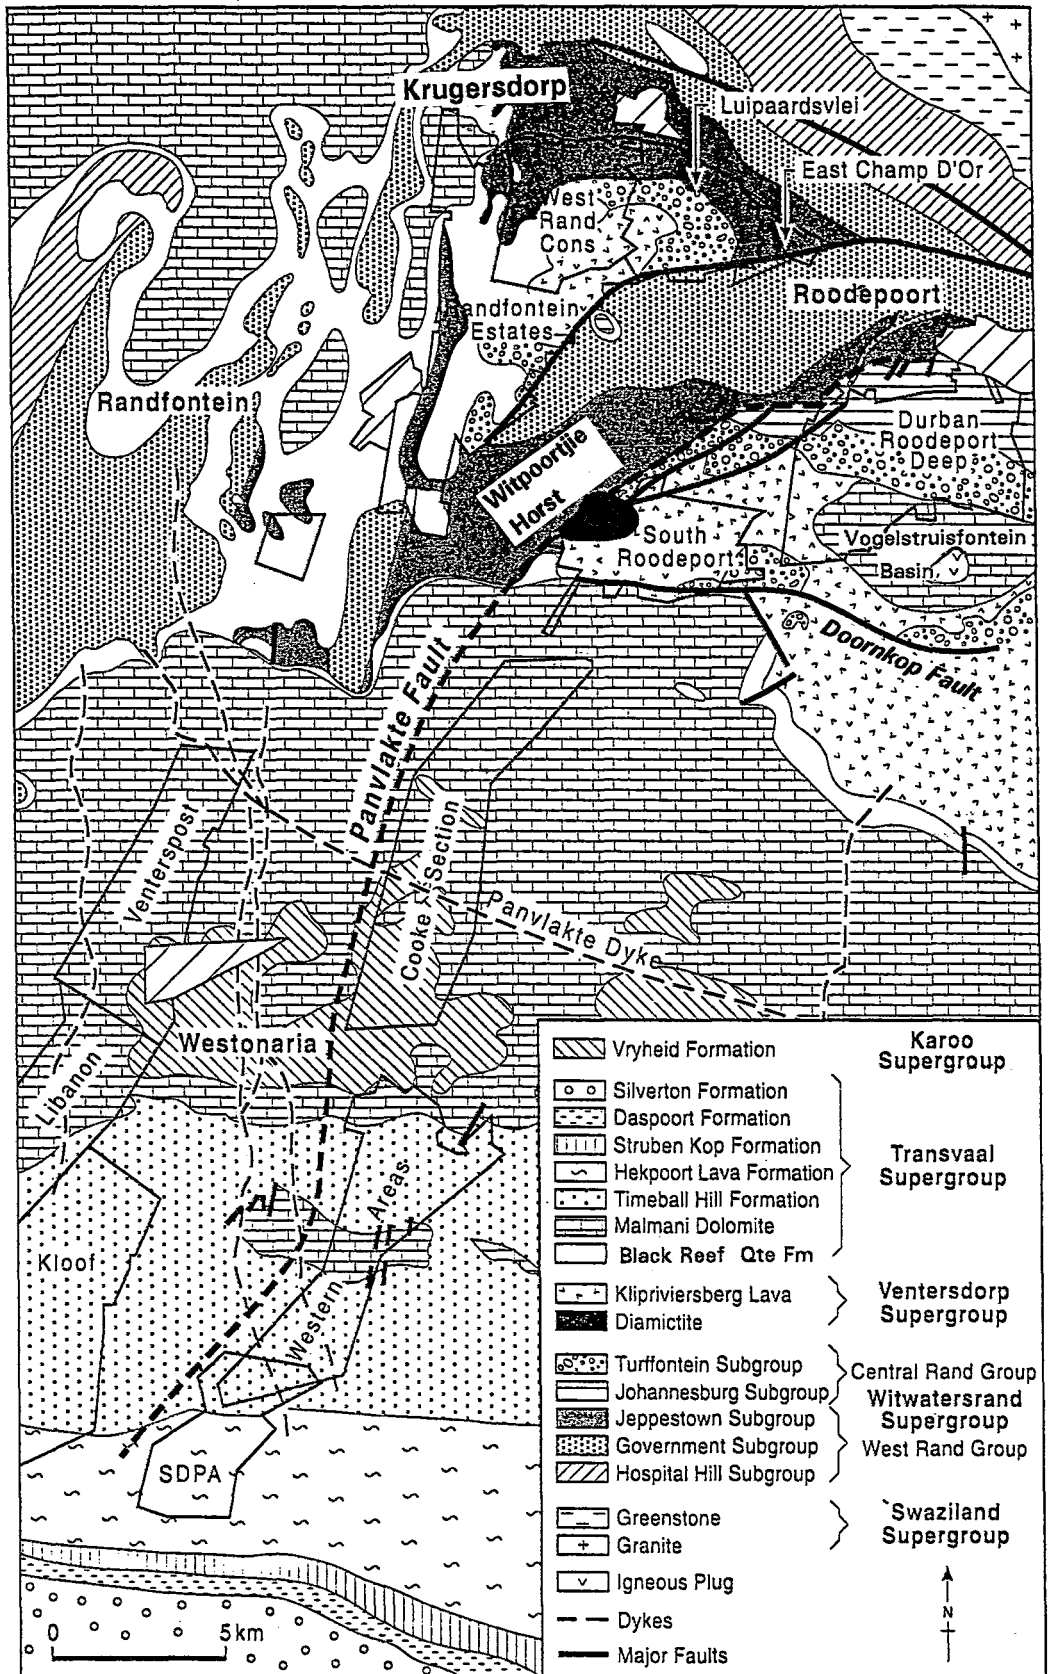 Krugersdorp
Luipaardsvlei
East Champ D'Or
West
Rand
Cons
Roodepoort
andfontein
Estates
Randfontein
Durban
Roodeport
Deep
Witpoortjie
Horst
South
Roodeport
Vogelstruisfontein
Basin
Doornkop Fault
Panvlakte Fault
Venterspost
Cooke Section
Panvlakte Dyke
Westonaria
Libanon
Kloof
Western Areas
SDPA
0 5km
Vryheid Formation
Karoo
Supergroup
Silverton Formation
Daspoort Formation
Struben Kop Formation
Hekpoort Lava Formation
Timeball Hill Formation
Malmani Dolomite
Black Reef Qte Fm
Transvaal
Supergroup
Klipriviersberg Lava
Diamictite
Ventersdorp
Supergroup
Turffontein Subgroup
Johannesburg Subgroup
Jeppestown Subgroup
Government Subgroup
Hospital Hill Subgroup
Central Rand Group
Witwatersrand
Supergroup
West Rand Group
Greenstone
Granite
Swaziland
Supergroup
Igneous Plug
Dykes
Major Faults
N